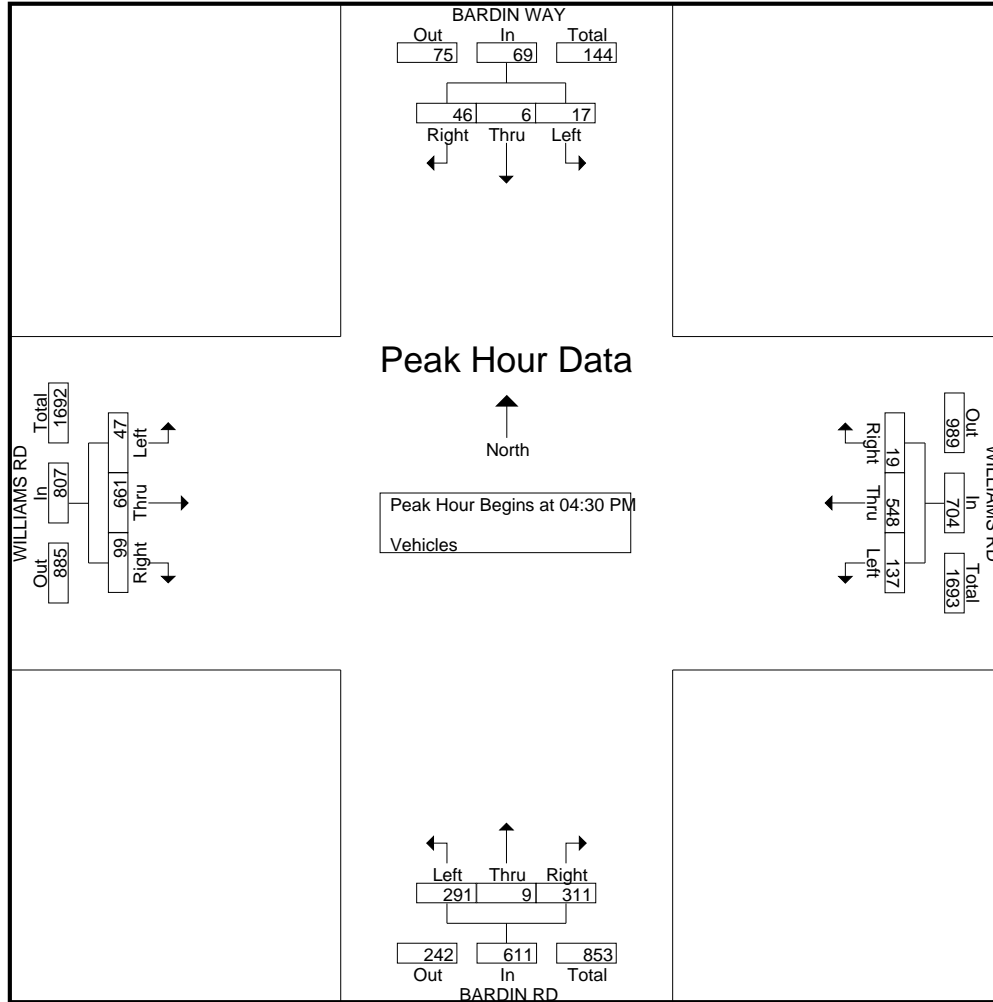 BARDIN WAY
Out In Total
75 69 144
46 6 17
Right Thru Left
Peak Hour Data
North
Peak Hour Begins at 04:30 PM
Vehicles
WILLIAMS RD
Total In Out
1692 807 885
47 661 99
Left Thru Right
WILLIAMS RD
Out In Total
989 704 1693
19 548 137
Right Thru Left
Left Thru Right
291 9 311
242 611 853
Out In Total
BARDIN RD